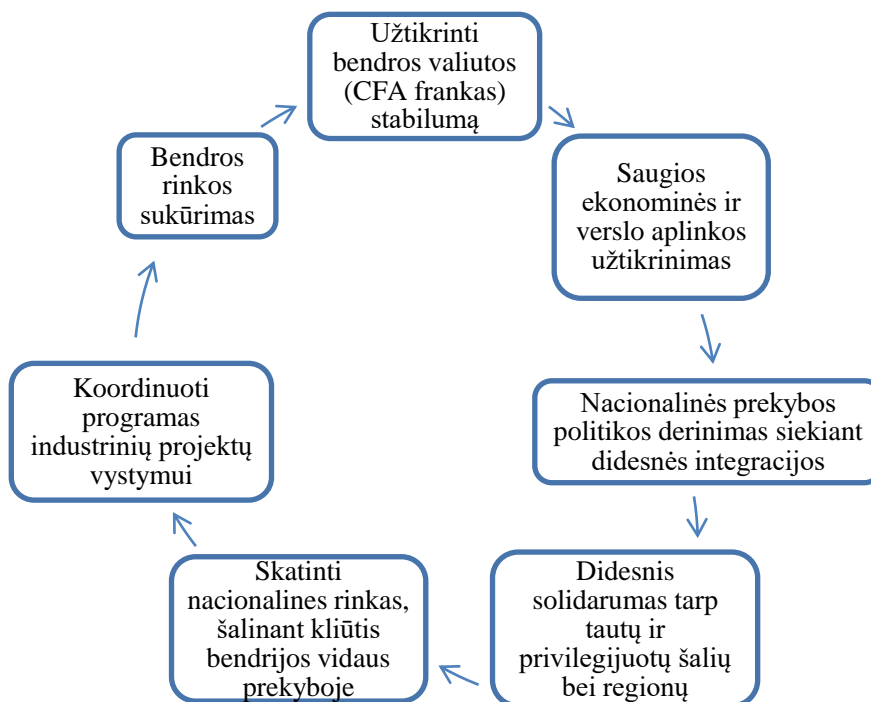 Užtikrinti
bendros valiutos
(CFA frankas)
stabilumą
Saugios
ekonominės ir
verslo aplinkos
užtikrinimas
Nacionalinės prekybos
politikos derinimas siekiant
didesnės integracijos
Didesnis
solidarumas tarp
tautų ir
privilegijuotų šalių
bei regionų
Skatinti
nacionalines rinkas,
šalinant kliūtis
bendrijos vidaus
prekyboje
Koordinuoti
programas
industrinių projektų
vystymui
Bendros
rinkos
sukūrimas